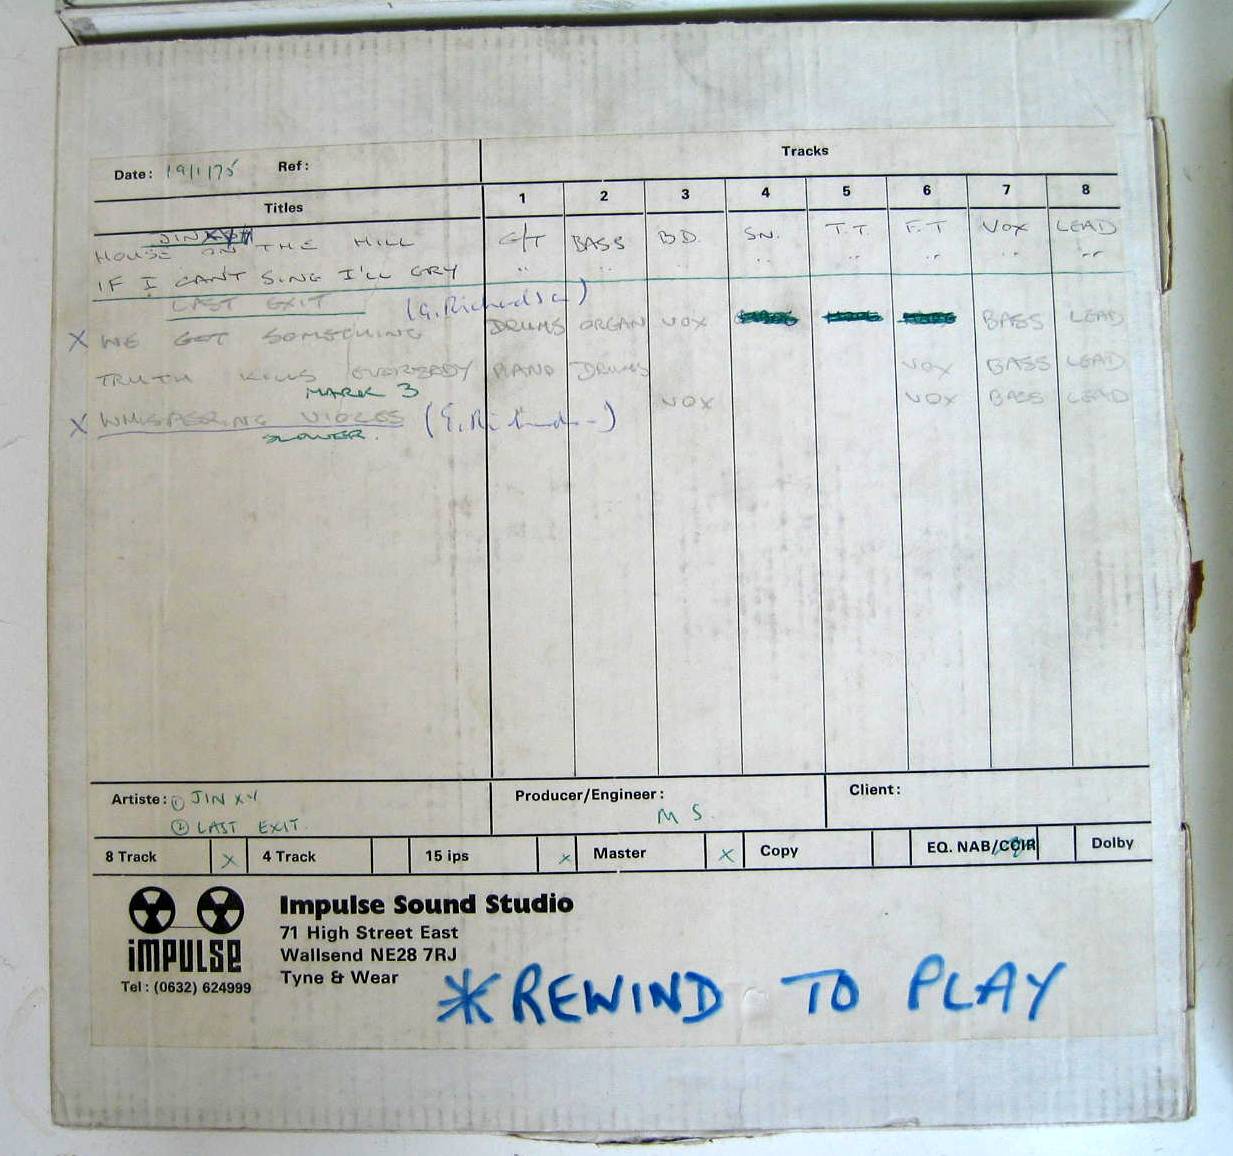 Date: 19/1/75 Ref: Tracks
Titles 1 2 3 4 5 6 7 8
JINXY
HOUSE ON THE HILL G/T BASS B.D. SN. T.T. F.T VOX LEAD
IF I CAN'T SING I'LL CRY " " " " " " " "
LAST EXIT (G. Richardson)
X WE GOT SOMETHING DRUMS ORGAN VOX BASS LEAD
TRUTH KILLS EVERYBODY PIANO DRUMS VOX BASS LEAD
MARK 3
X WHISPERING VOICES (G. Richardson) VOX VOX BASS LEAD
SLOWER.
Artiste: ① JINXY Producer/Engineer: Client:
② LAST EXIT. M S.
8 Track X 4 Track 15 ips X Master X Copy EQ. NAB/CCIR Dolby
iMPULSE
Tel: (0632) 624999
Impulse Sound Studio
71 High Street East
Wallsend NE28 7RJ
Tyne & Wear
*REWIND TO PLAY